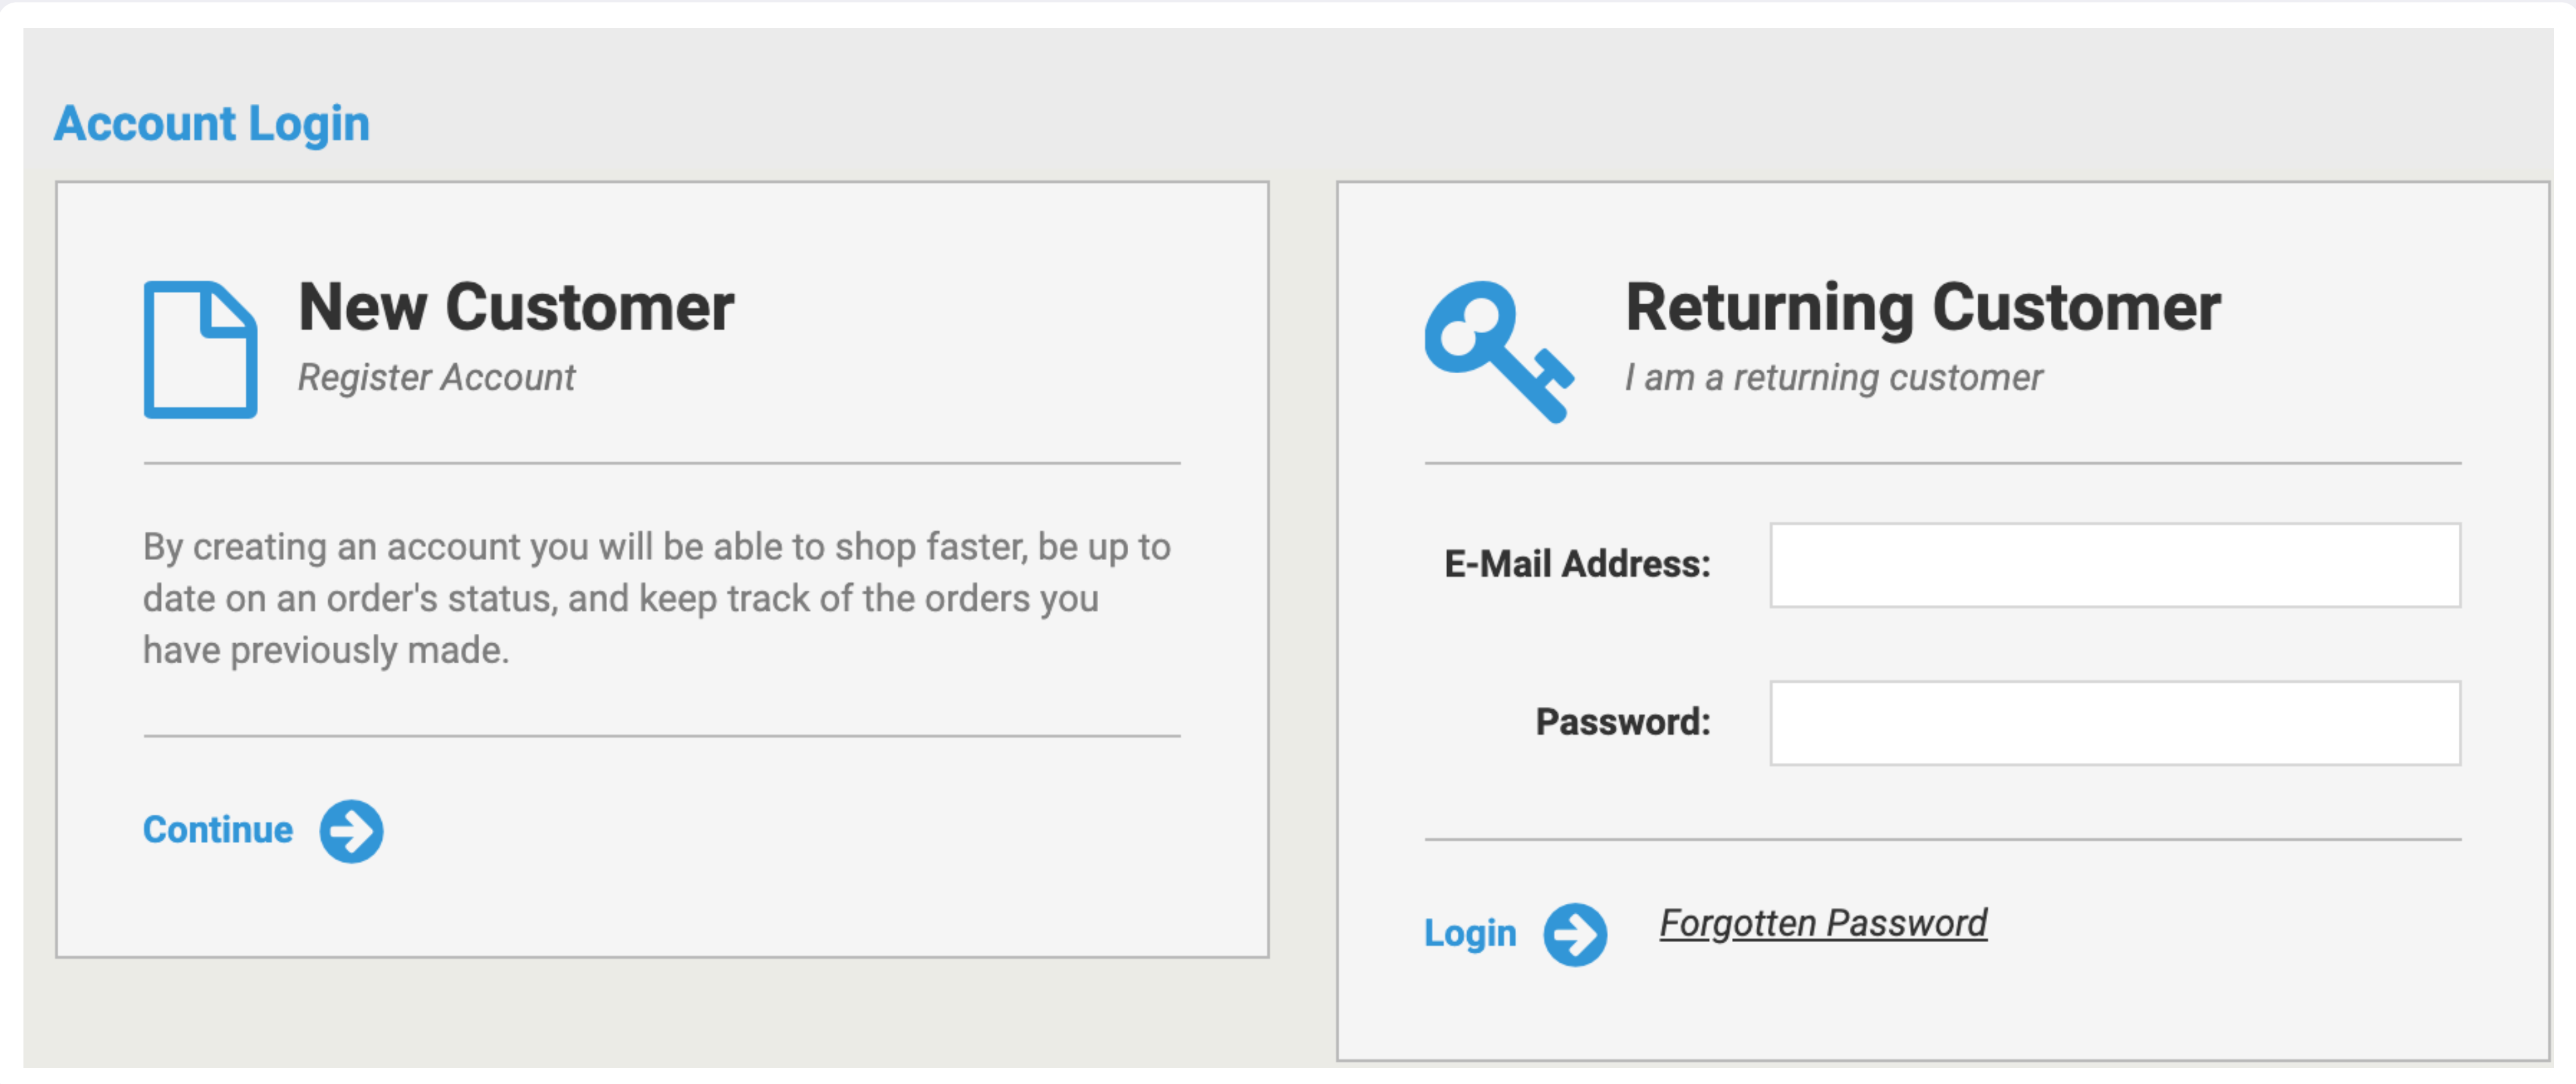 Account Login
New Customer
Register Account
By creating an account you will be able to shop faster, be up to
date on an order's status, and keep track of the orders you
have previously made.
Continue
Returning Customer
I am a returning customer
E-Mail Address:
Password:
Login
Forgotten Password